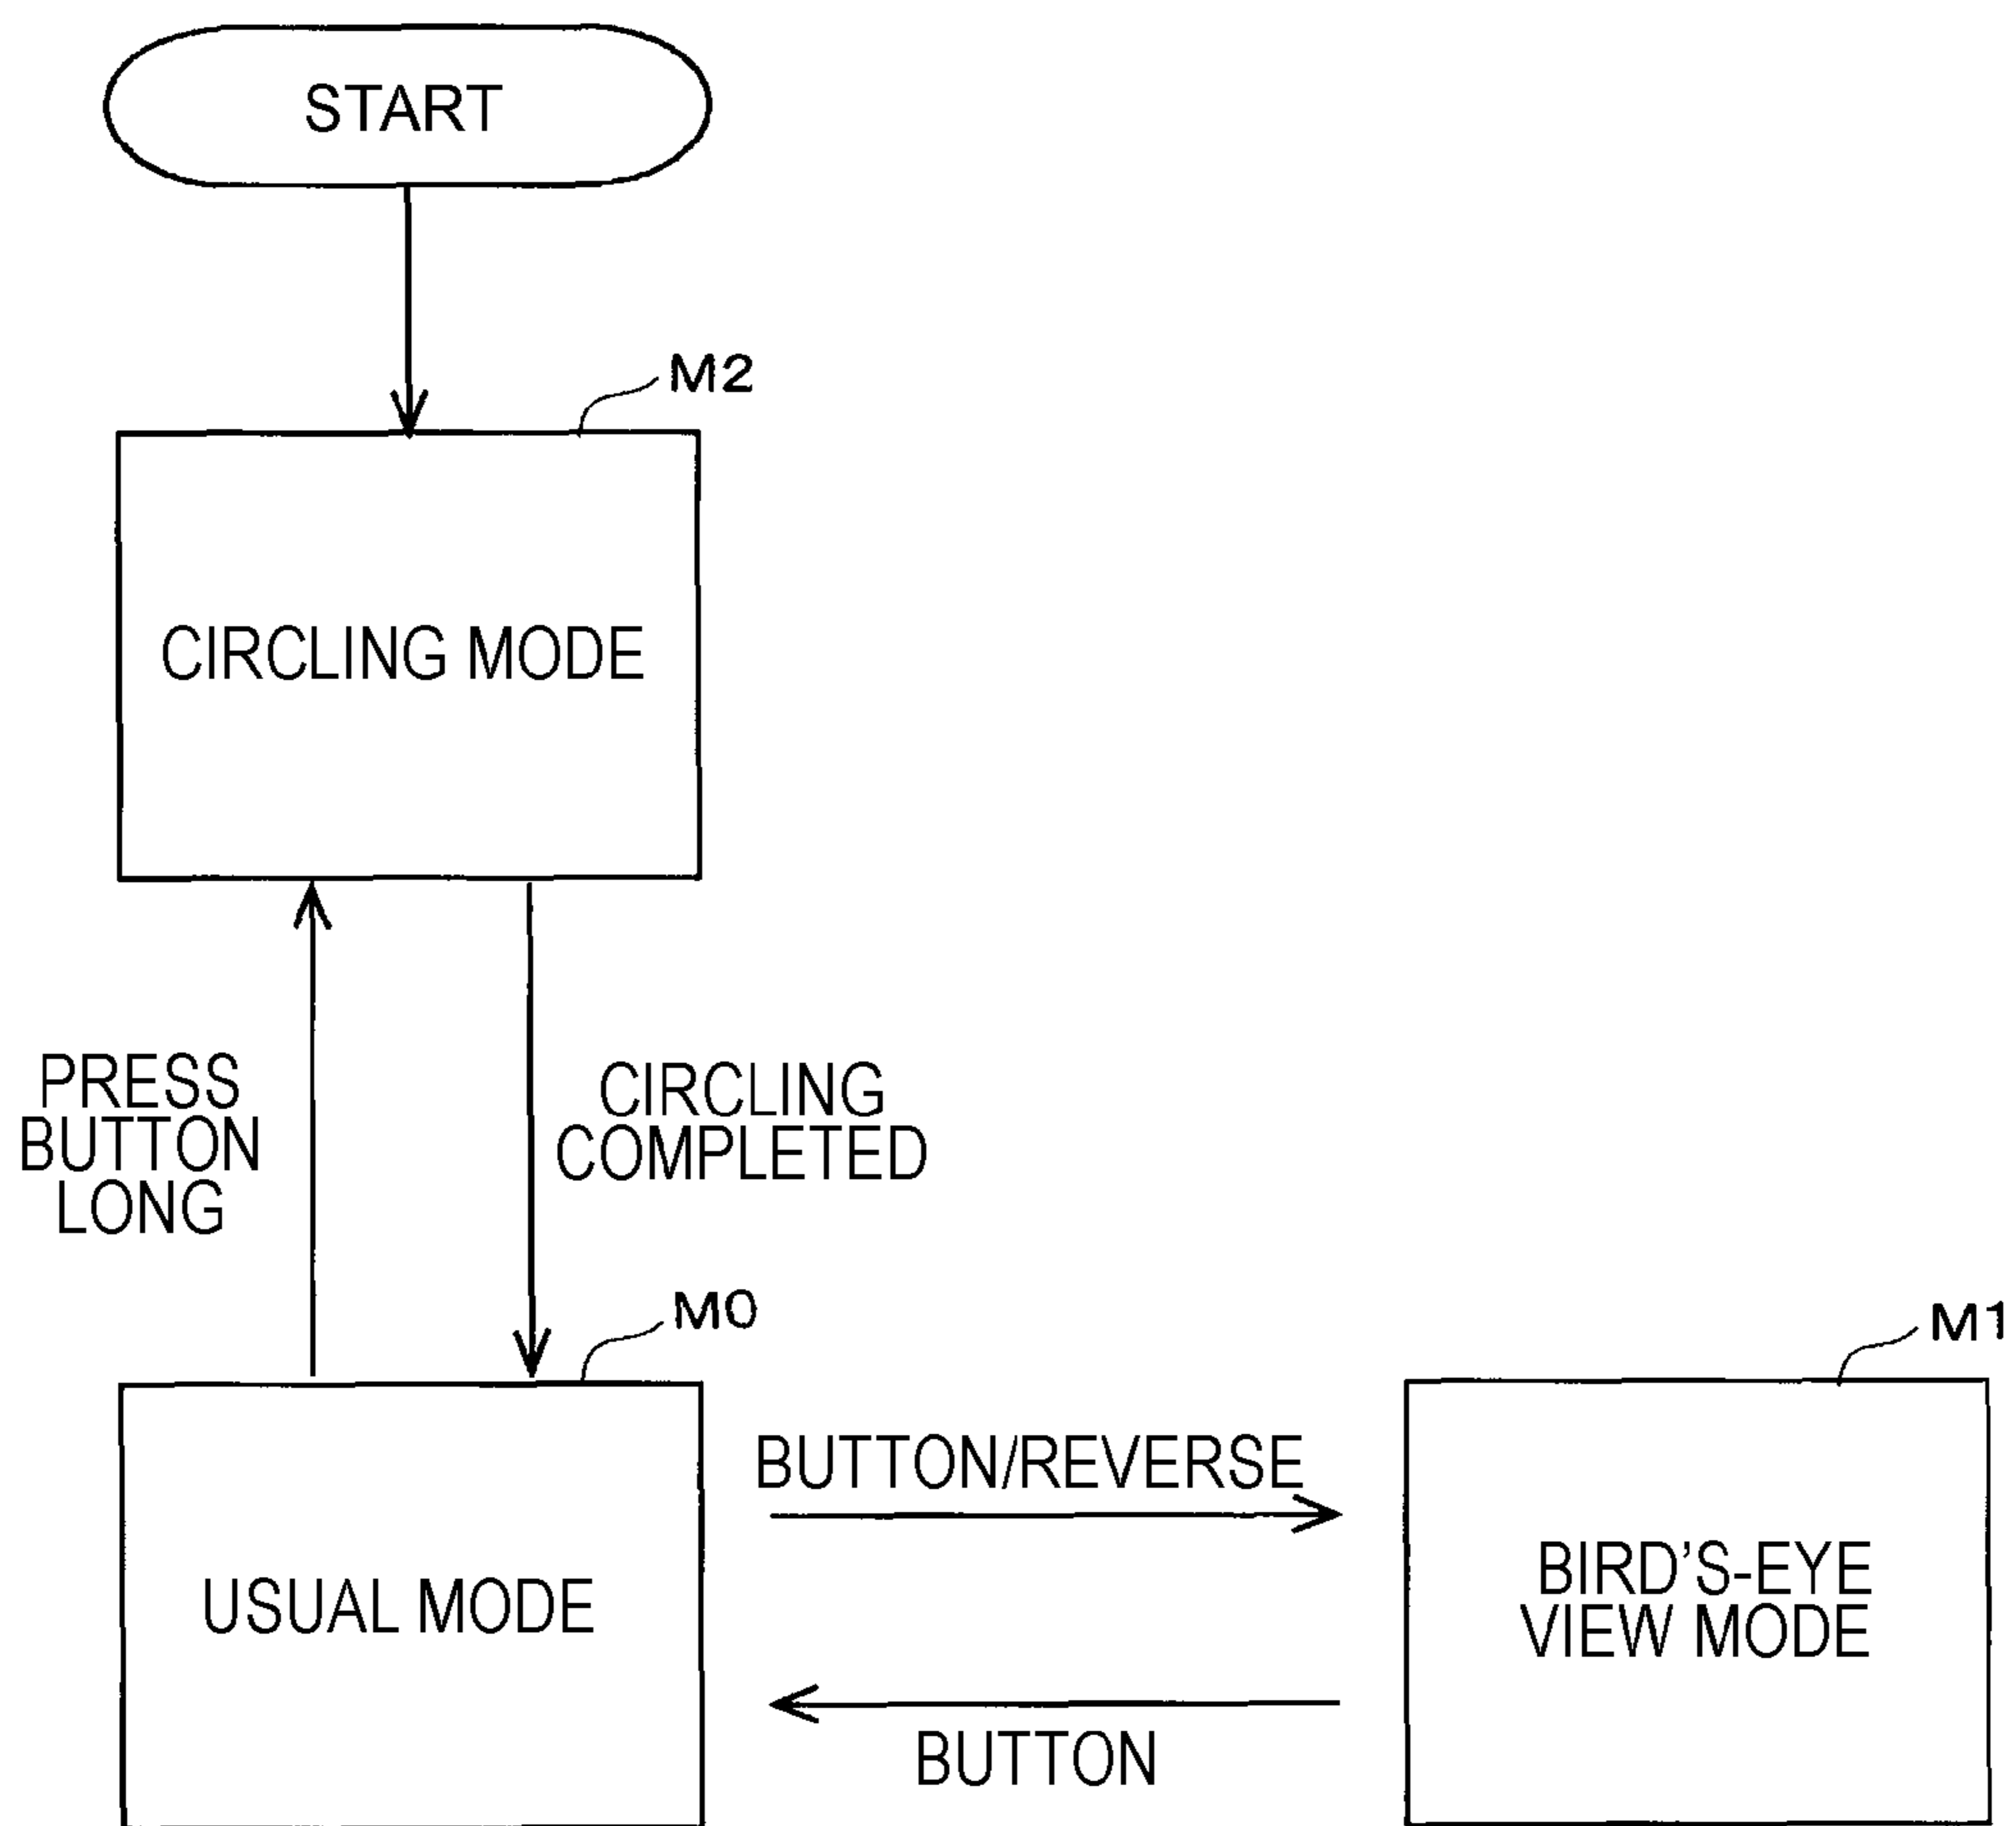 START
M2
CIRCLING MODE
PRESS
BUTTON
LONG
CIRCLING
COMPLETED
M0
M1
BUTTON/REVERSE
USUAL MODE
BIRD'S-EYE
VIEW MODE
BUTTON